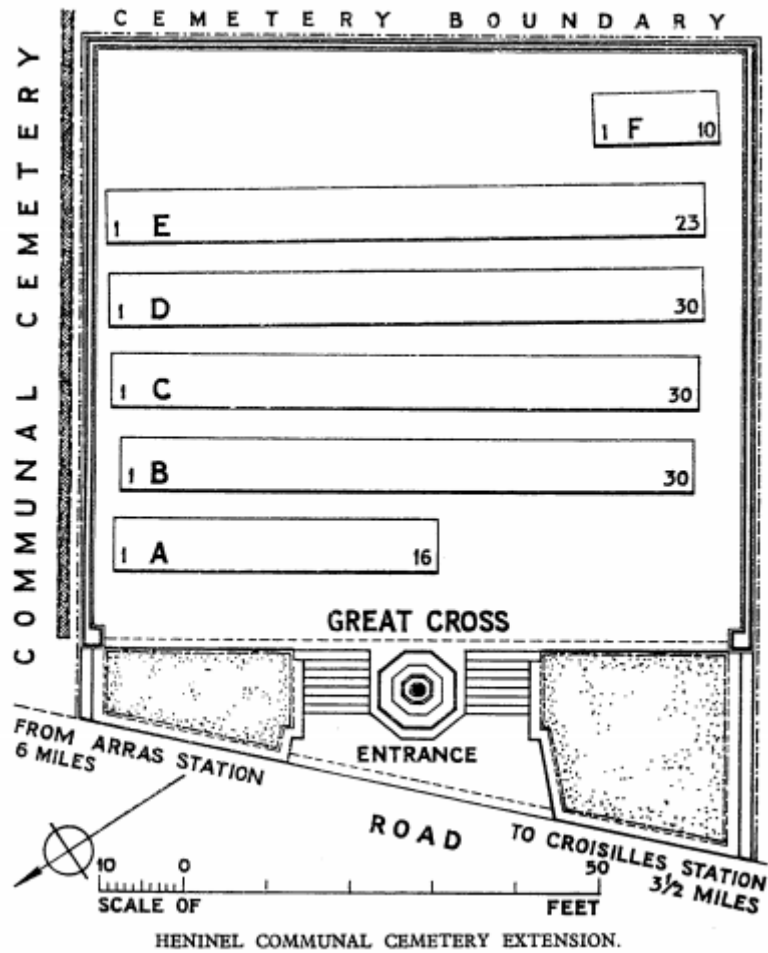 CEMETERY BOUNDARY
COMMUNAL CEMETERY
1 F 10
1 E 23
1 D 30
1 C 30
1 B 30
1 A 16
GREAT CROSS
ENTRANCE
FROM ARRAS STATION
6 MILES
ROAD
TO CROISILLES STATION
3½ MILES
10 0 50
SCALE OF FEET
HENINEL COMMUNAL CEMETERY EXTENSION.